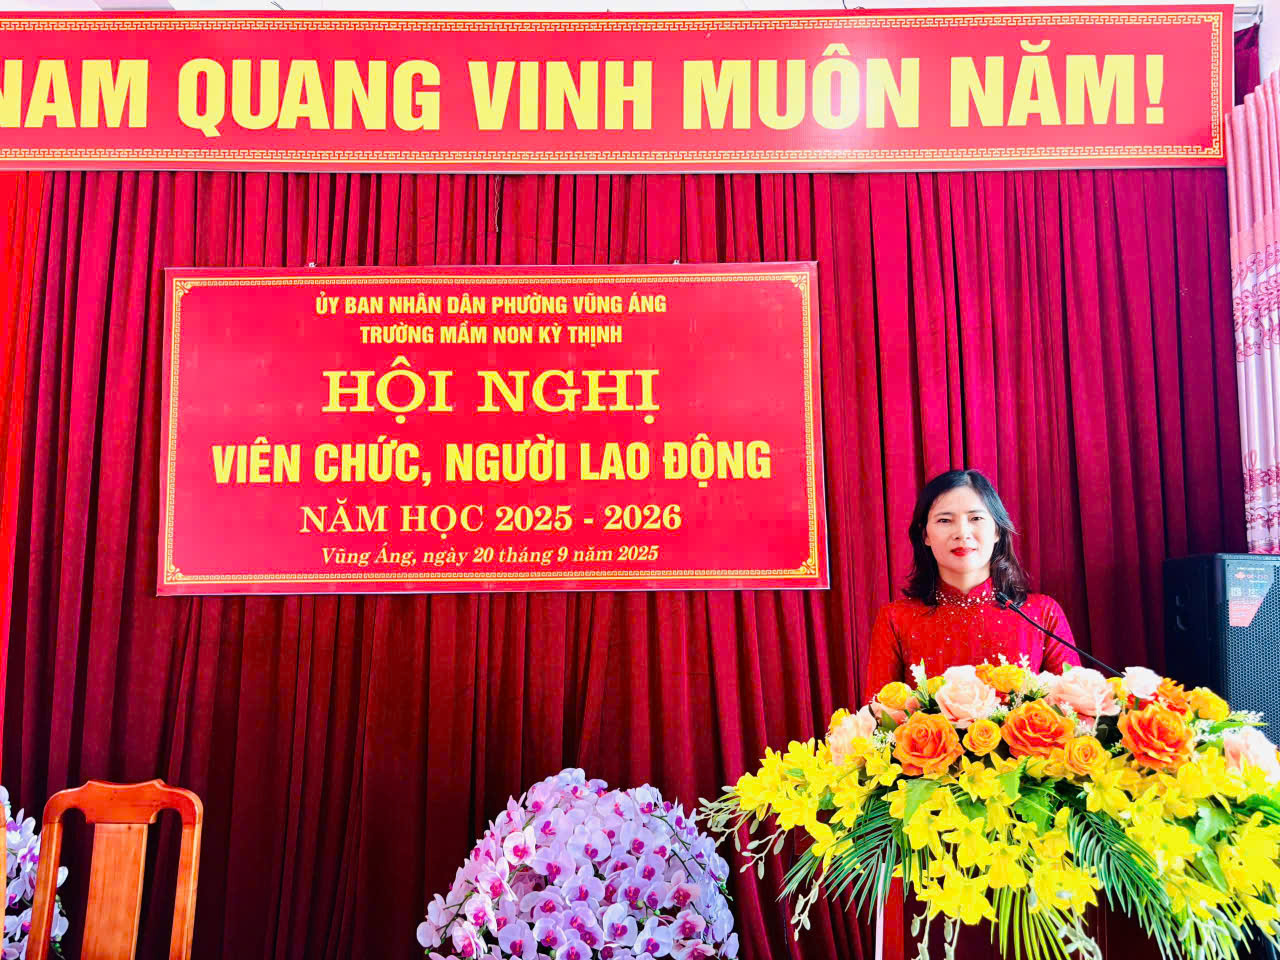 NAM QUANG VINH MUÔN NĂM!
ỦY BAN NHÂN DÂN PHƯỜNG VŨNG ÁNG
TRƯỜNG MẦM NON KỲ THỊNH
HỘI NGHỊ
VIÊN CHỨC, NGƯỜI LAO ĐỘNG
NĂM HỌC 2025 - 2026
Vũng Áng, ngày 20 tháng 9 năm 2025